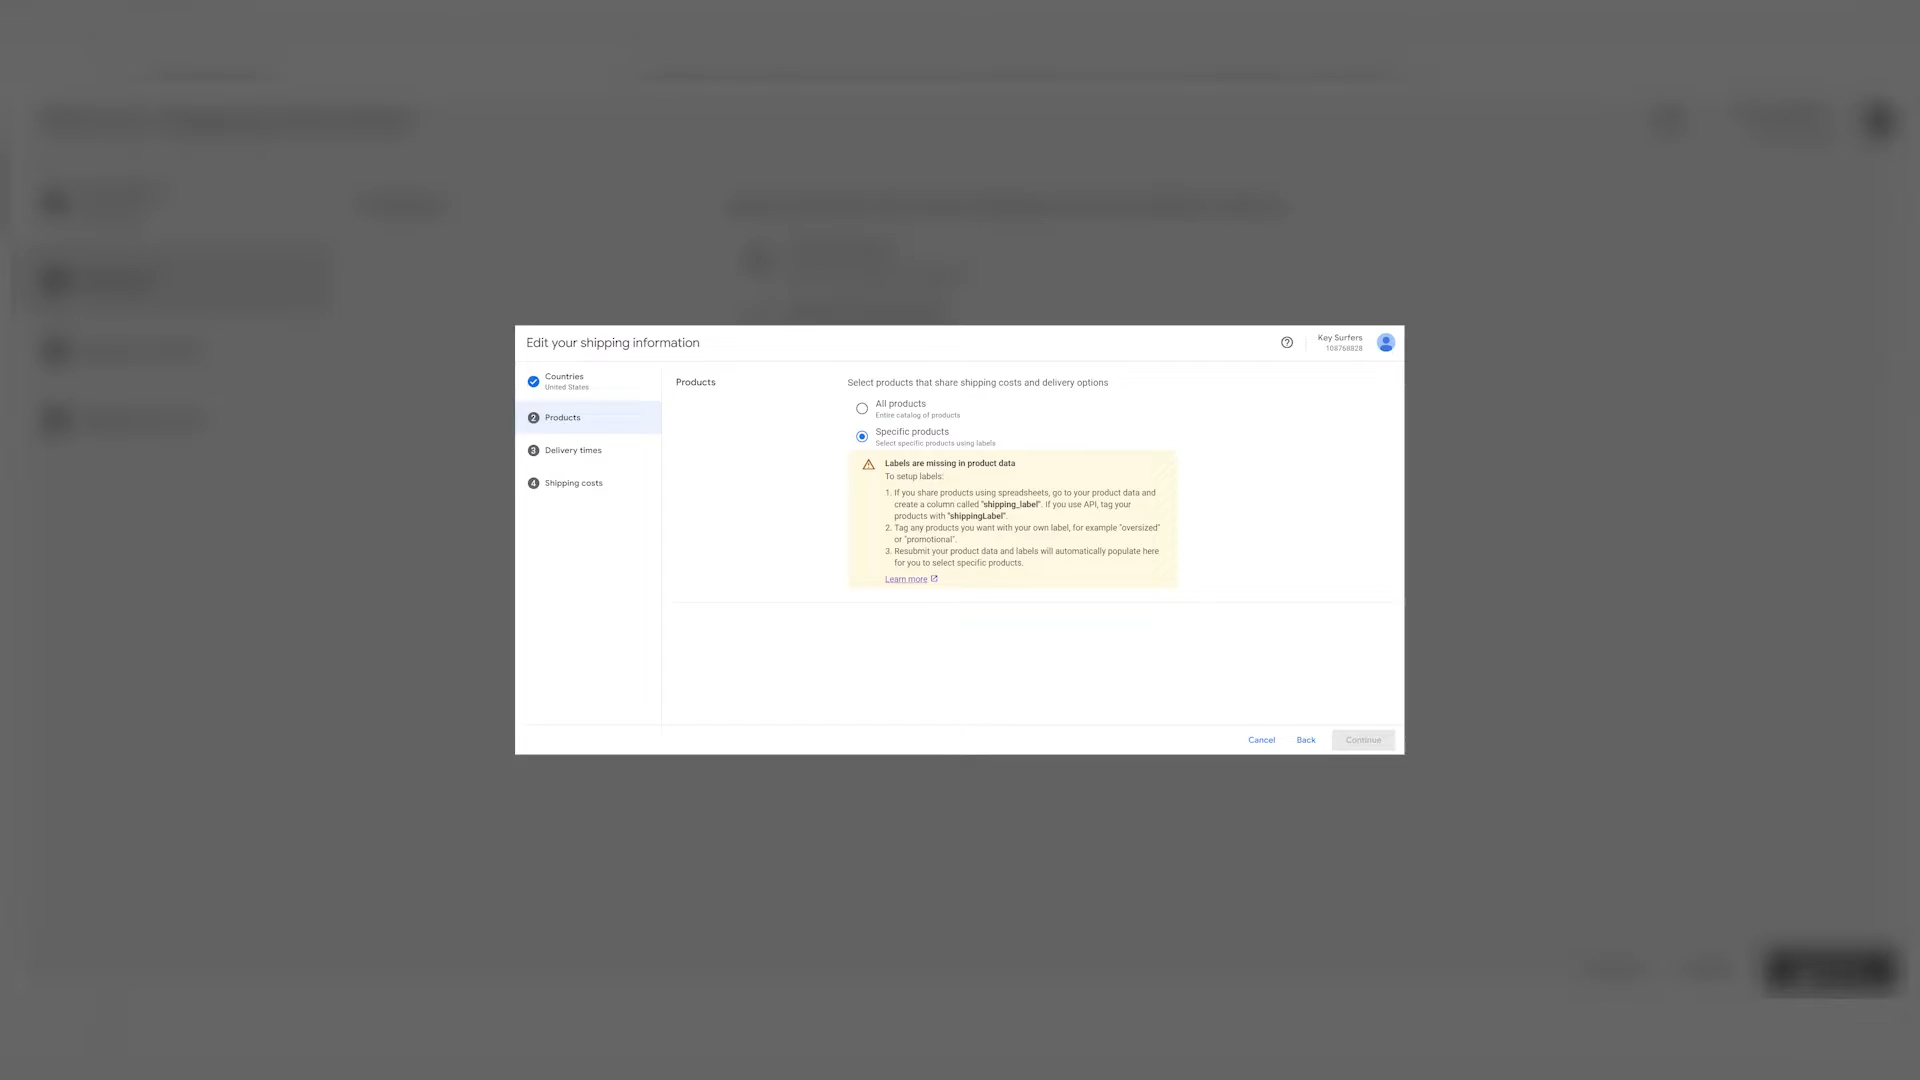 Edit your shipping information
Key Surfers
108768828
Countries
United States
2 Products
3 Delivery times
4 Shipping costs
Products
Select products that share shipping costs and delivery options
All products
Entire catalog of products
Specific products
Select specific products using labels
Labels are missing in product data
To setup labels:
1. If you share products using spreadsheets, go to your product data and
create a column called "shipping_label". If you use API, tag your
products with "shippingLabel".
2. Tag any products you want with your own label, for example "oversized"
or "promotional".
3. Resubmit your product data and labels will automatically populate here
for you to select specific products.
Learn more
Cancel
Back
Continue